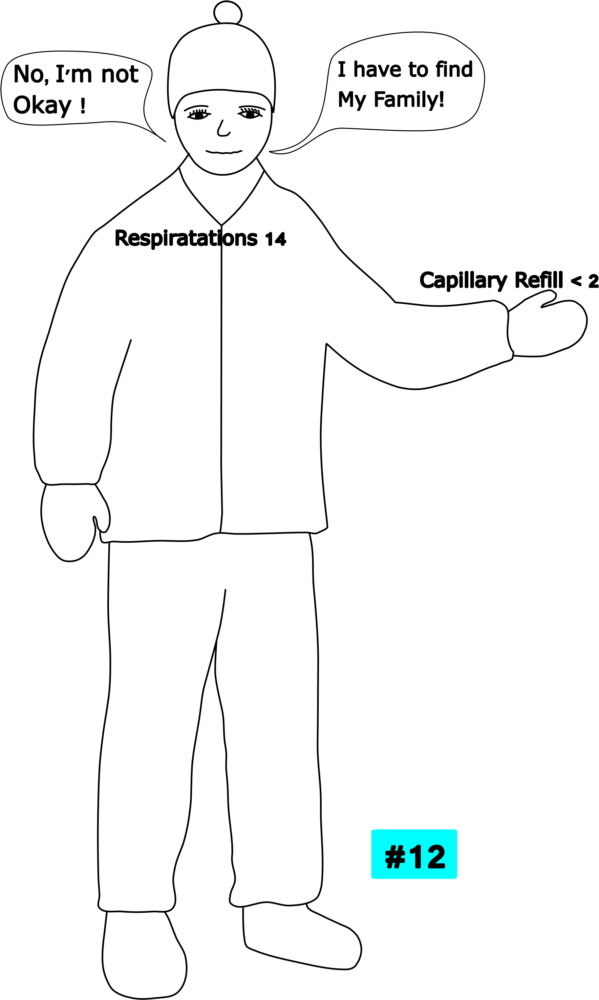 No, I'm not
Okay !
I have to find
My Family!
Respiratations 14
Capillary Refill < 2
#12